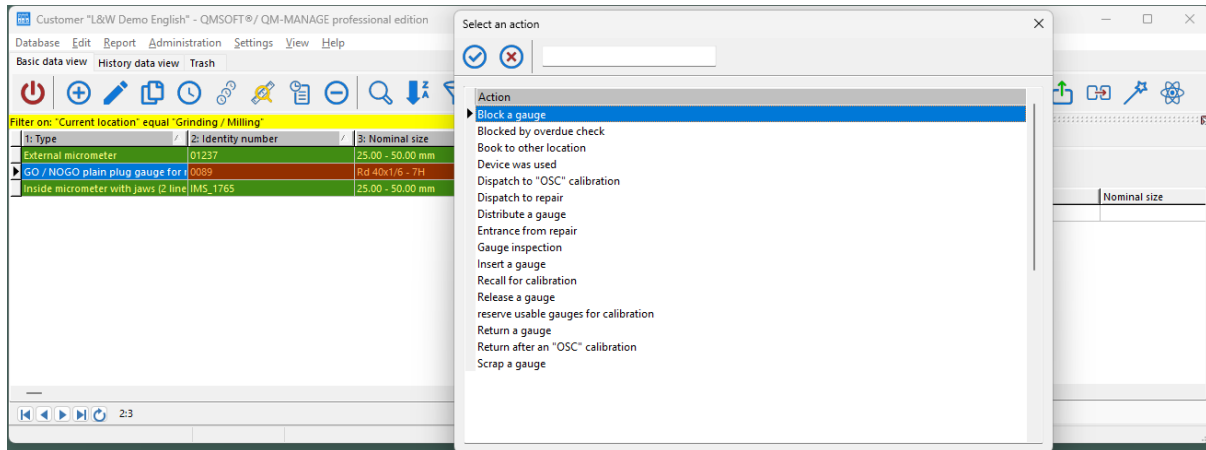 Customer "L&W Demo English" - QMSOFT®/ QM-MANAGE professional edition
Database Edit Report Administration Settings View Help
Basic data view History data view Trash
Filter on: "Current location" equal "Grinding / Milling"
1: Type 2: Identity number 3: Nominal size
External micrometer 01237 25.00 - 50.00 mm
GO / NOGO plain plug gauge for r 0089 Rd 40x1/6 - 7H
Inside micrometer with jaws (2 line IMS_1765 25.00 - 50.00 mm
2:3
Select an action
Action
Block a gauge
Blocked by overdue check
Book to other location
Device was used
Dispatch to "OSC" calibration
Dispatch to repair
Distribute a gauge
Entrance from repair
Gauge inspection
Insert a gauge
Recall for calibration
Release a gauge
reserve usable gauges for calibration
Return a gauge
Return after an "OSC" calibration
Scrap a gauge
Nominal size